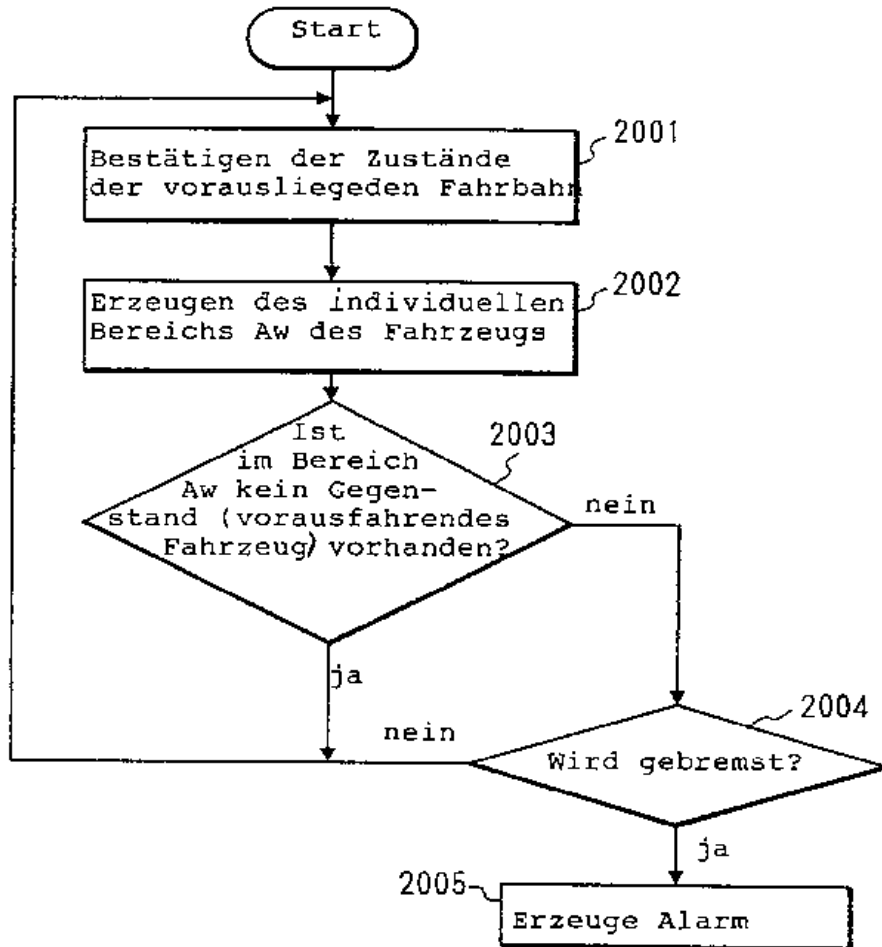 Start
2001
Bestätigen der Zustände
der vorausliegeden Fahrbahn
2002
Erzeugen des individuellen
Bereichs Aw des Fahrzeugs
2003
Ist
im Bereich
Aw kein Gegen-
stand (vorausfahrendes
Fahrzeug) vorhanden?
nein
ja
2004
nein
Wird gebremst?
ja
2005
Erzeuge Alarm